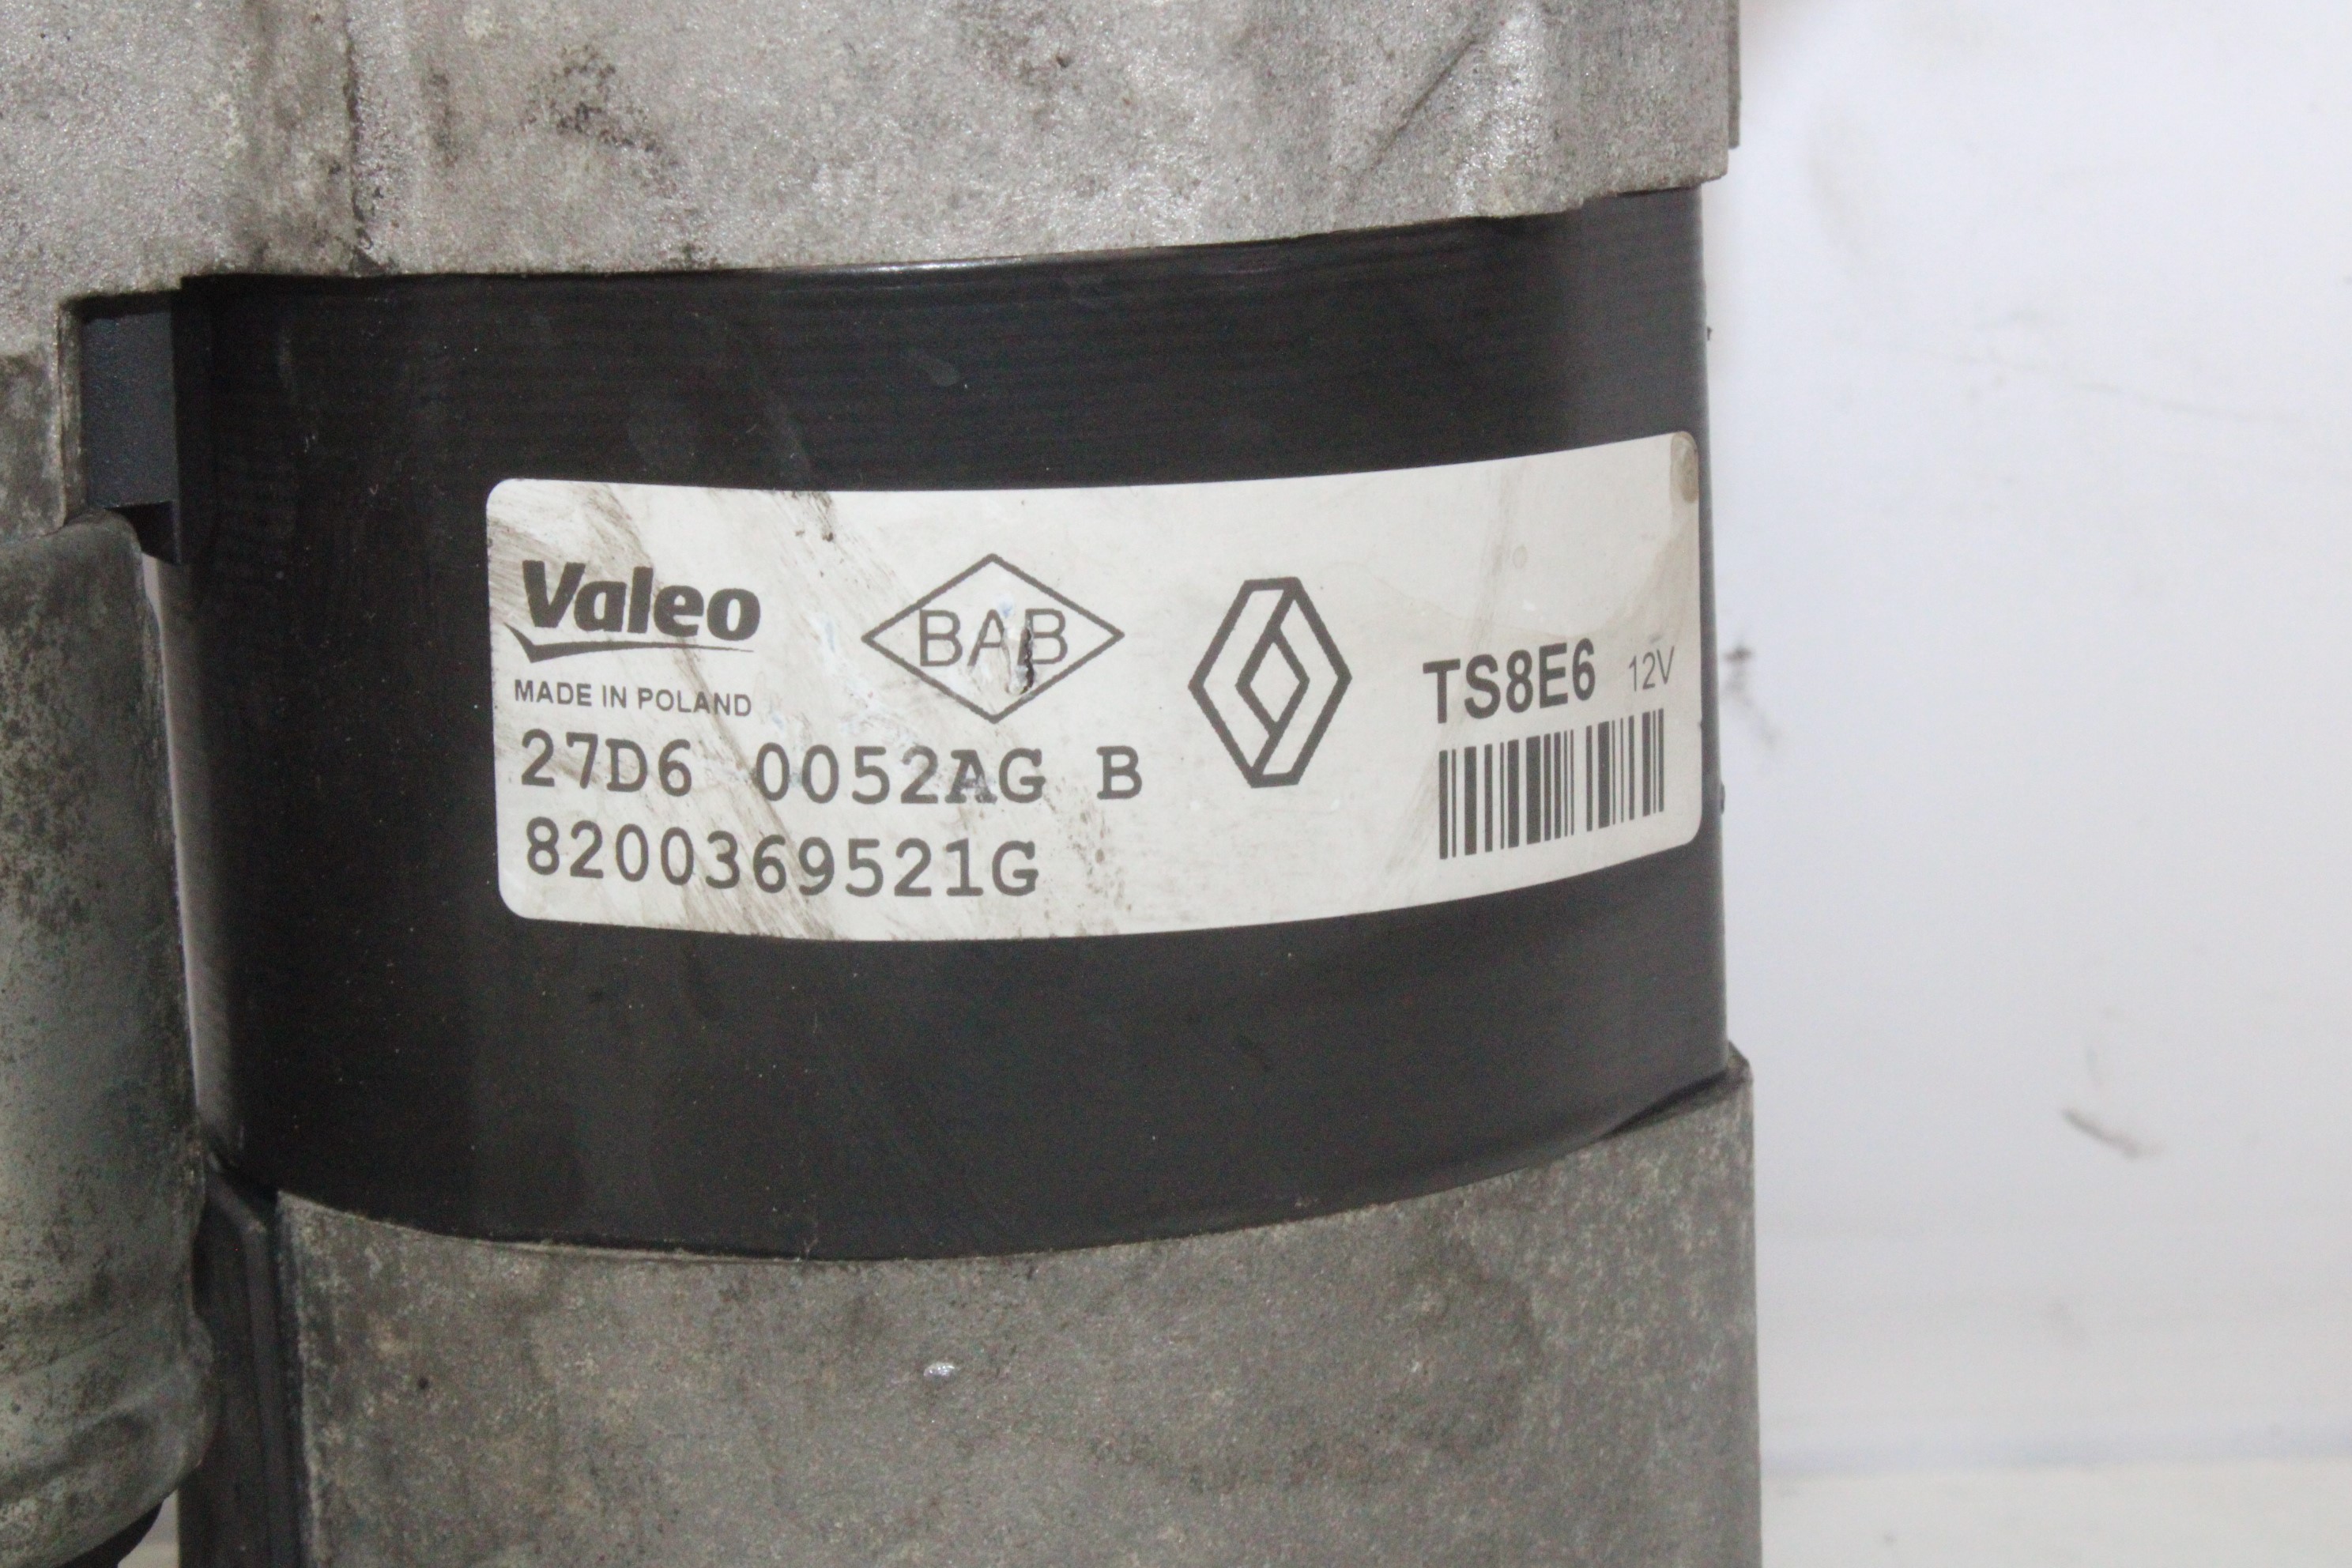 Valeo
MADE IN POLAND
BAB
TS8E6 12V
27D6 0052AG B
8200369521G